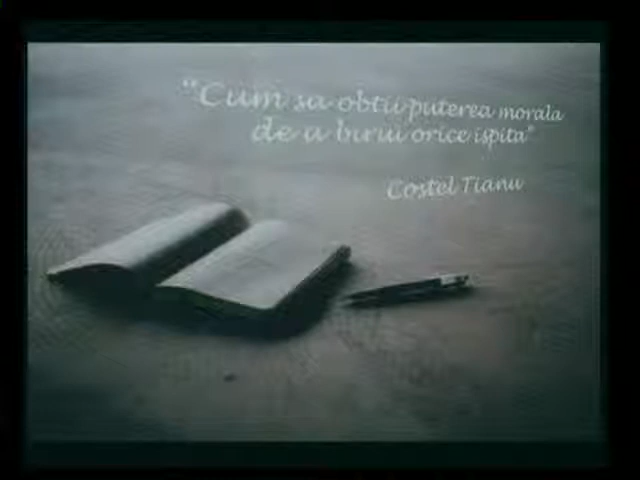 "Cum sa obtii puterea morala
de a birui orice ispita"
Costel Tianu